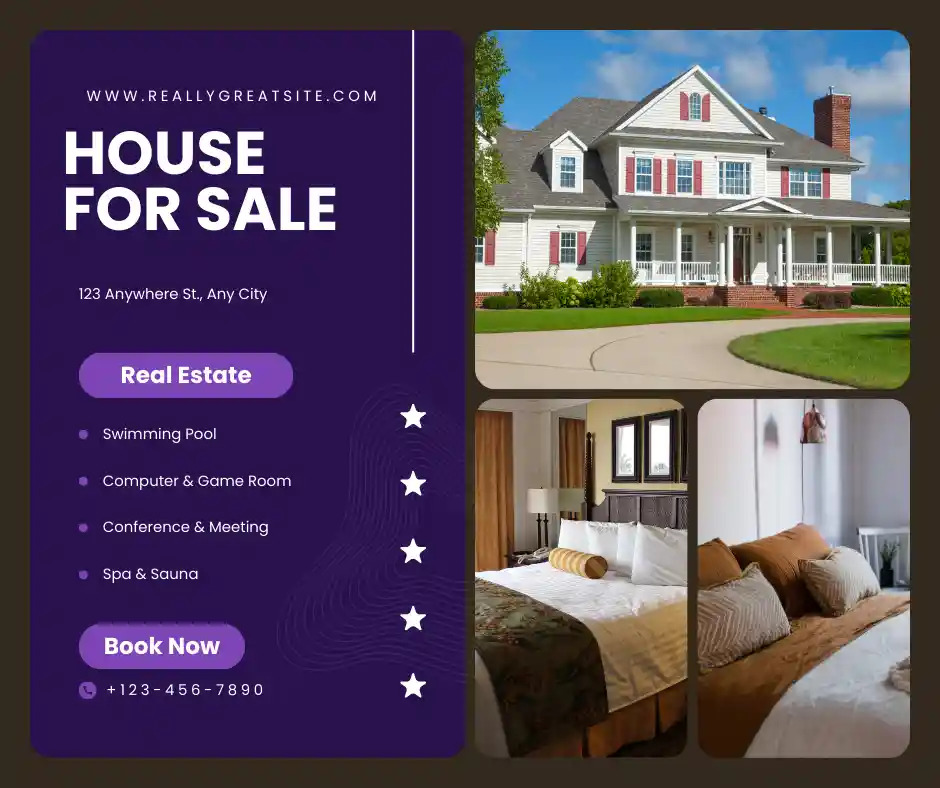 WWW.REALLYGREATSITE.COM
HOUSE
FOR SALE
123 Anywhere St., Any City
Real Estate
Swimming Pool
Computer & Game Room
Conference & Meeting
Spa & Sauna
Book Now
+123-456-7890